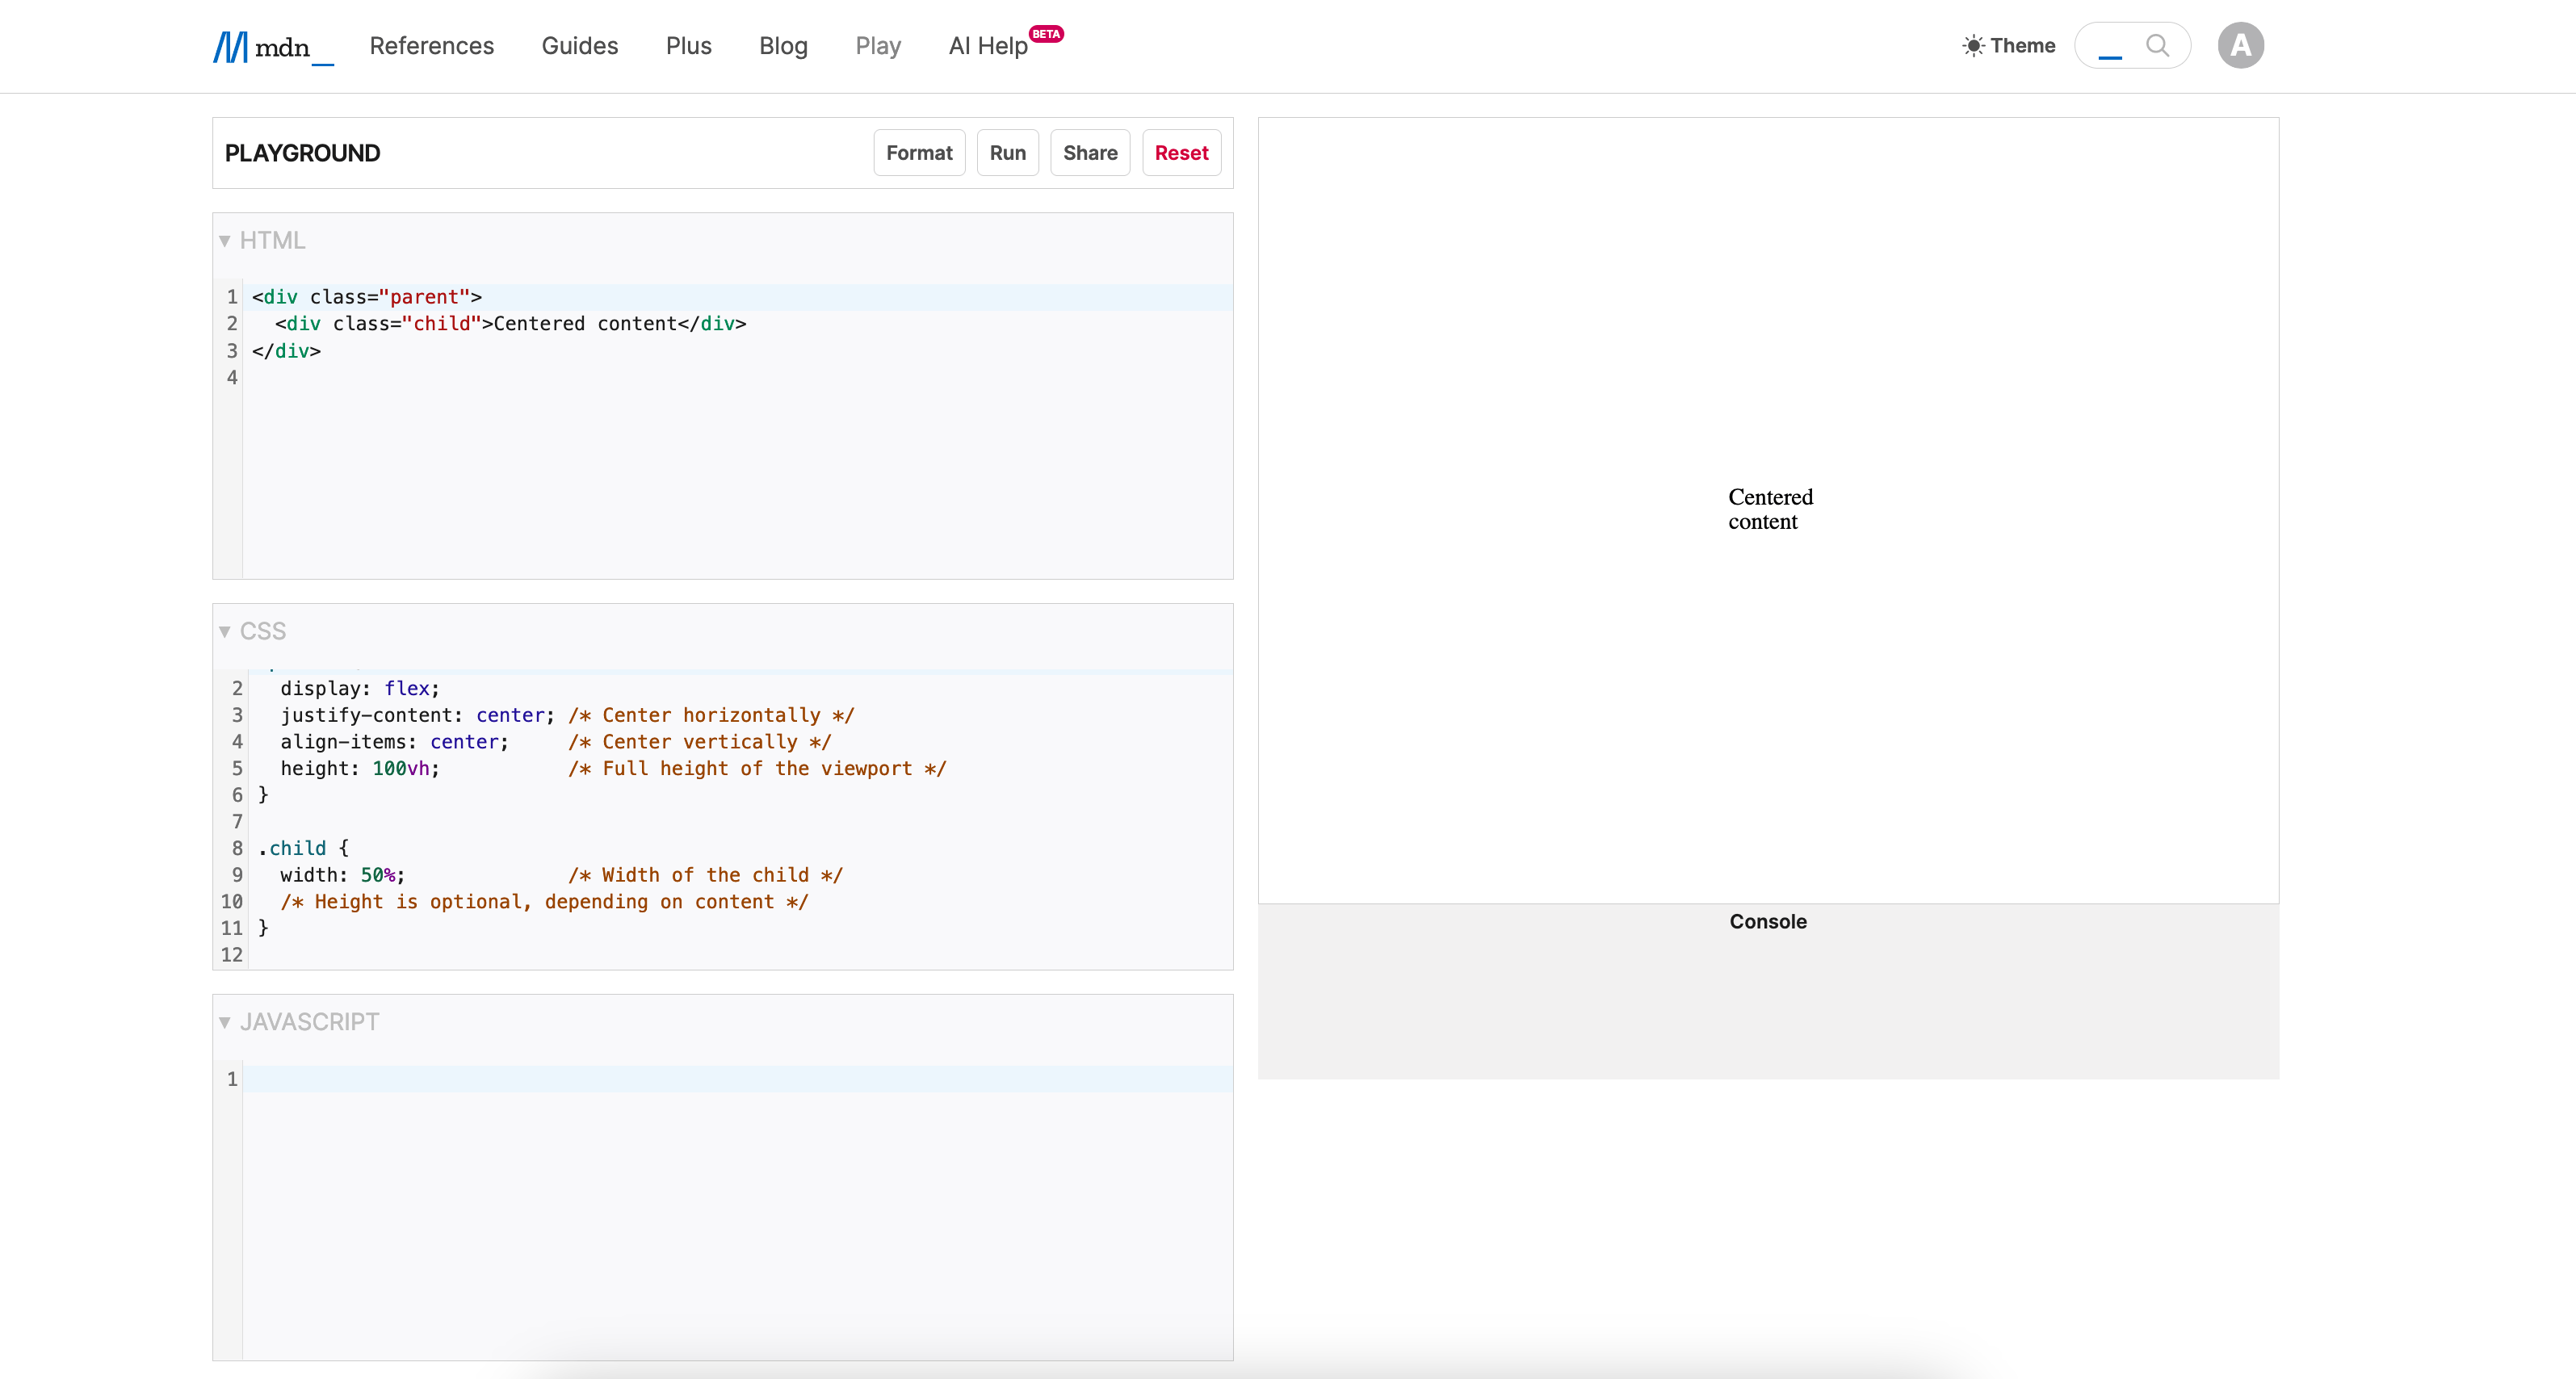 mdn_ References Guides Plus Blog Play AI Help BETA Theme A
PLAYGROUND Format Run Share Reset
▼ HTML
1 <div class="parent">
2   <div class="child">Centered content</div>
3 </div>
4
▼ CSS
2   display: flex;
3   justify-content: center; /* Center horizontally */
4   align-items: center;     /* Center vertically */
5   height: 100vh;           /* Full height of the viewport */
6 }
7
8 .child {
9   width: 50%;              /* Width of the child */
10   /* Height is optional, depending on content */
11 }
12
▼ JAVASCRIPT
1
Centered
content
Console